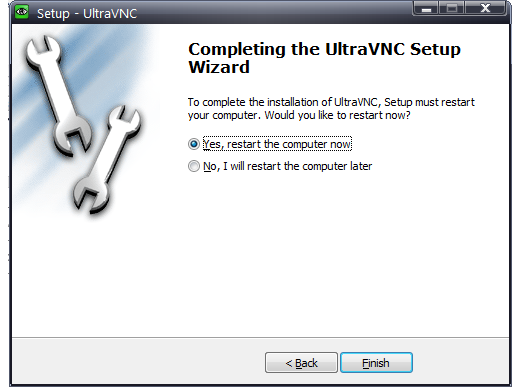 Setup - UltraVNC
Completing the UltraVNC Setup
Wizard
To complete the installation of UltraVNC, Setup must restart
your computer. Would you like to restart now?
Yes, restart the computer now
No, I will restart the computer later
< Back
Finish